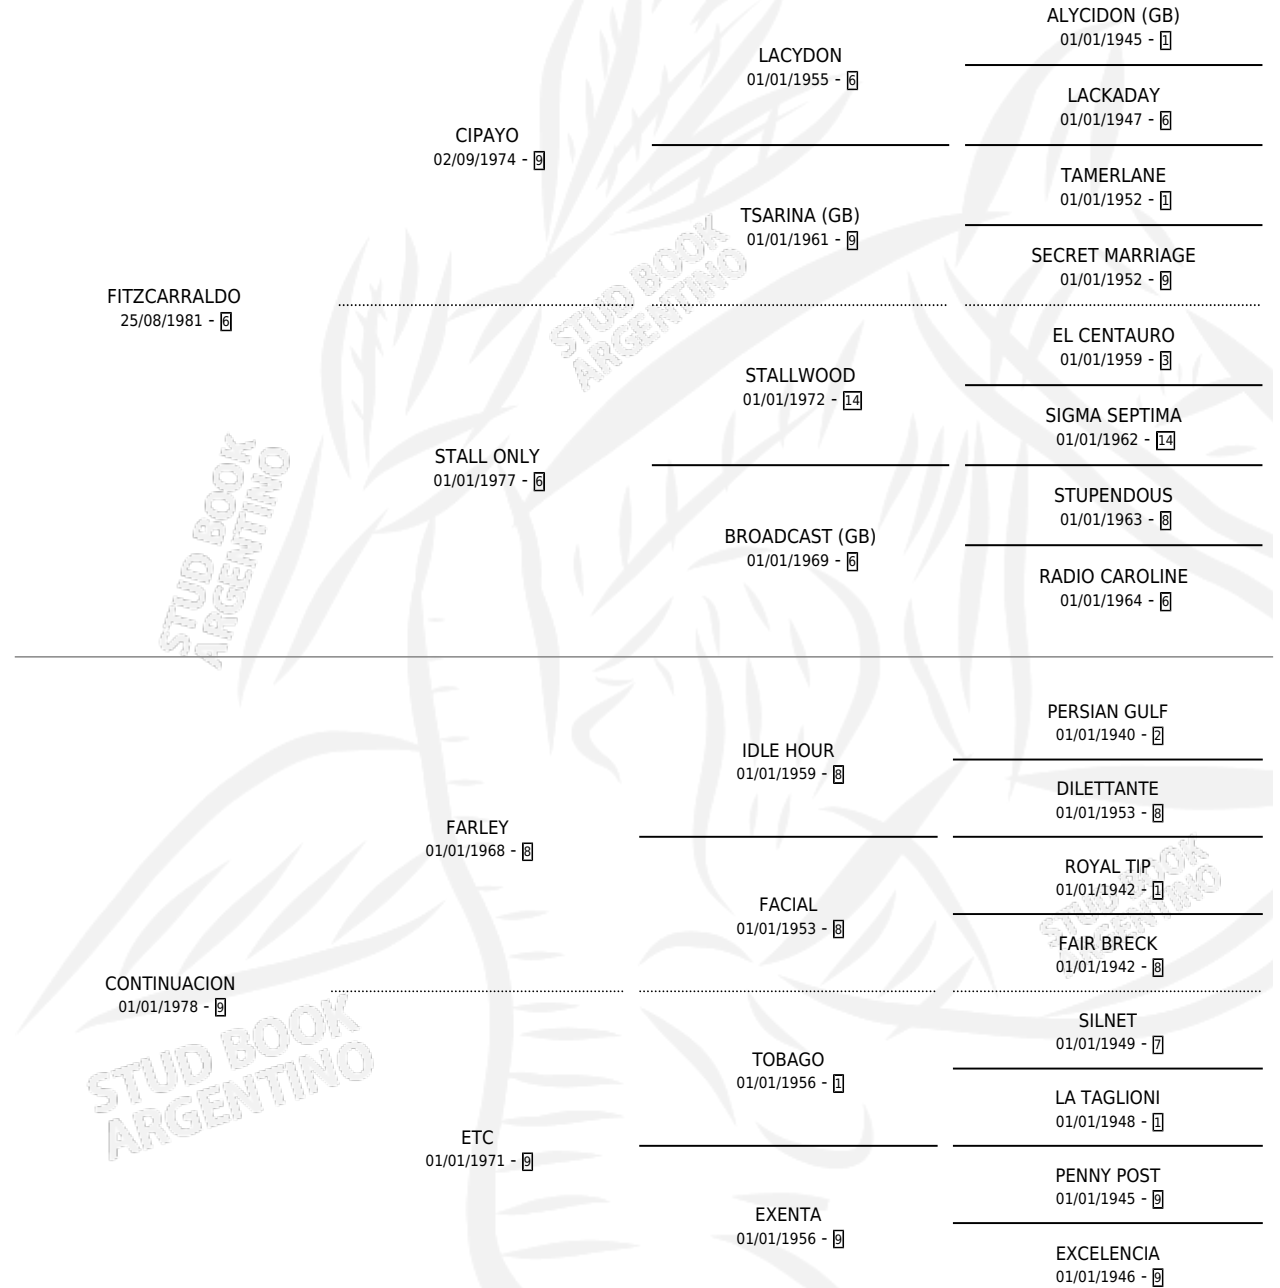 ALYCIDON (GB)
01/01/1945 - 1
LACYDON
01/01/1955 - 6
LACKADAY
01/01/1947 - 6
CIPAYO
02/09/1974 - 9
TAMERLANE
01/01/1952 - 1
TSARINA (GB)
01/01/1961 - 9
SECRET MARRIAGE
01/01/1952 - 9
FITZCARRALDO
25/08/1981 - 6
EL CENTAURO
01/01/1959 - 3
STALLWOOD
01/01/1972 - 14
SIGMA SEPTIMA
01/01/1962 - 14
STALL ONLY
01/01/1977 - 6
STUPENDOUS
01/01/1963 - 8
BROADCAST (GB)
01/01/1969 - 6
RADIO CAROLINE
01/01/1964 - 6
PERSIAN GULF
01/01/1940 - 2
IDLE HOUR
01/01/1959 - 8
DILETTANTE
01/01/1953 - 8
FARLEY
01/01/1968 - 8
ROYAL TIP
01/01/1942 - 1
FACIAL
01/01/1953 - 8
FAIR BRECK
01/01/1942 - 8
CONTINUACION
01/01/1978 - 9
SILNET
01/01/1949 - 7
TOBAGO
01/01/1956 - 1
LA TAGLIONI
01/01/1948 - 1
ETC
01/01/1971 - 9
PENNY POST
01/01/1945 - 9
EXENTA
01/01/1956 - 9
EXCELENCIA
01/01/1946 - 9
STUD BOOK
ARGENTINO
STUD BOOK
ARGENTINO
STUD BOOK
ARGENTINO
STUD BOOK
ARGENTINO